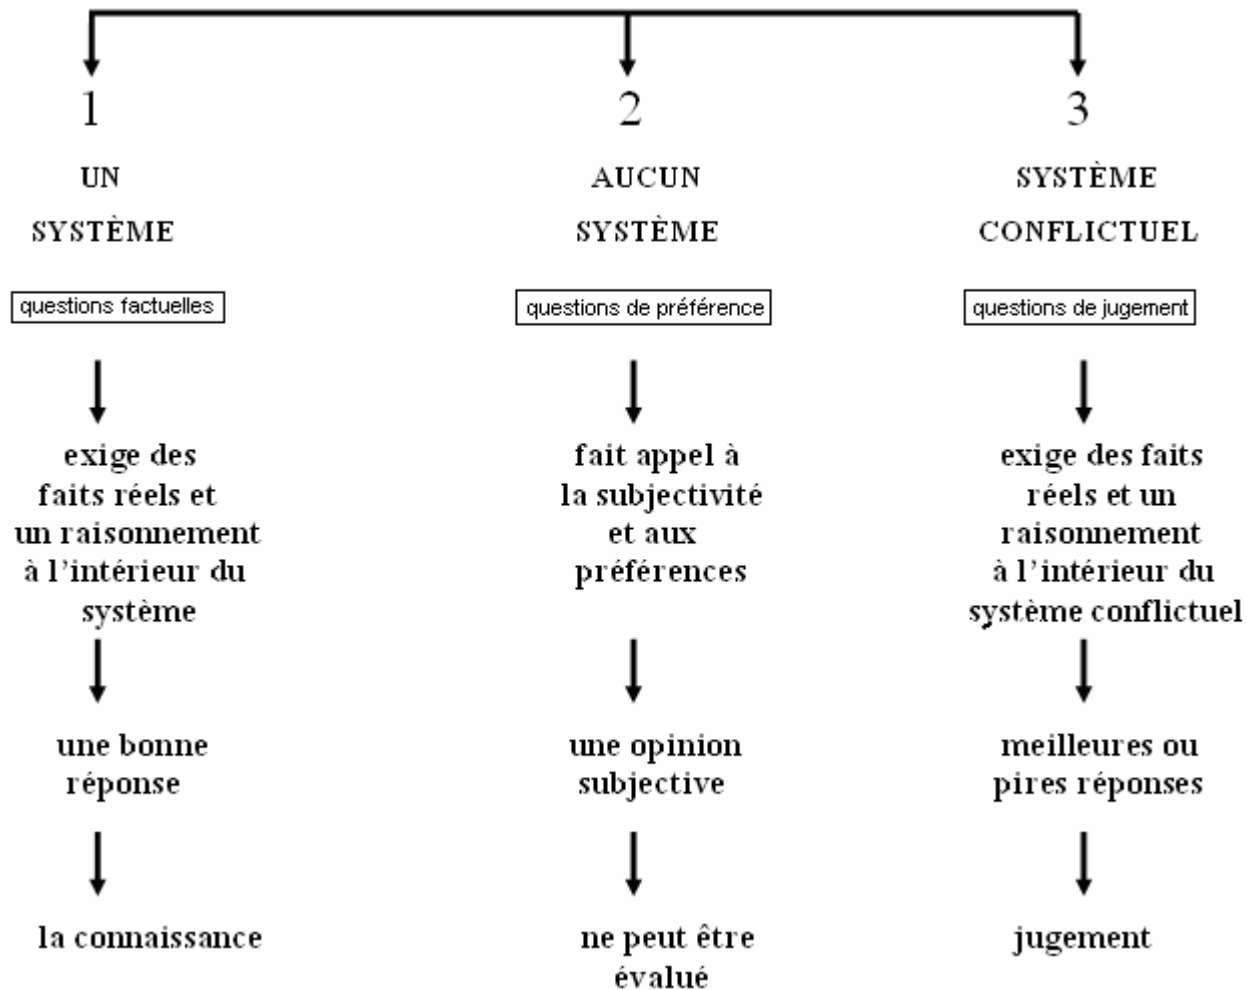 1
UN
SYSTÈME
questions factuelles
exige des
faits réels et
un raisonnement
à l'intérieur du
système
une bonne
réponse
la connaissance
2
AUCUN
SYSTÈME
questions de préférence
fait appel à
la subjectivité
et aux
préférences
une opinion
subjective
ne peut être
évalué
3
SYSTÈME
CONFLICTUEL
questions de jugement
exige des faits
réels et un
raisonnement
à l'intérieur du
système conflictuel
meilleures ou
pires réponses
jugement